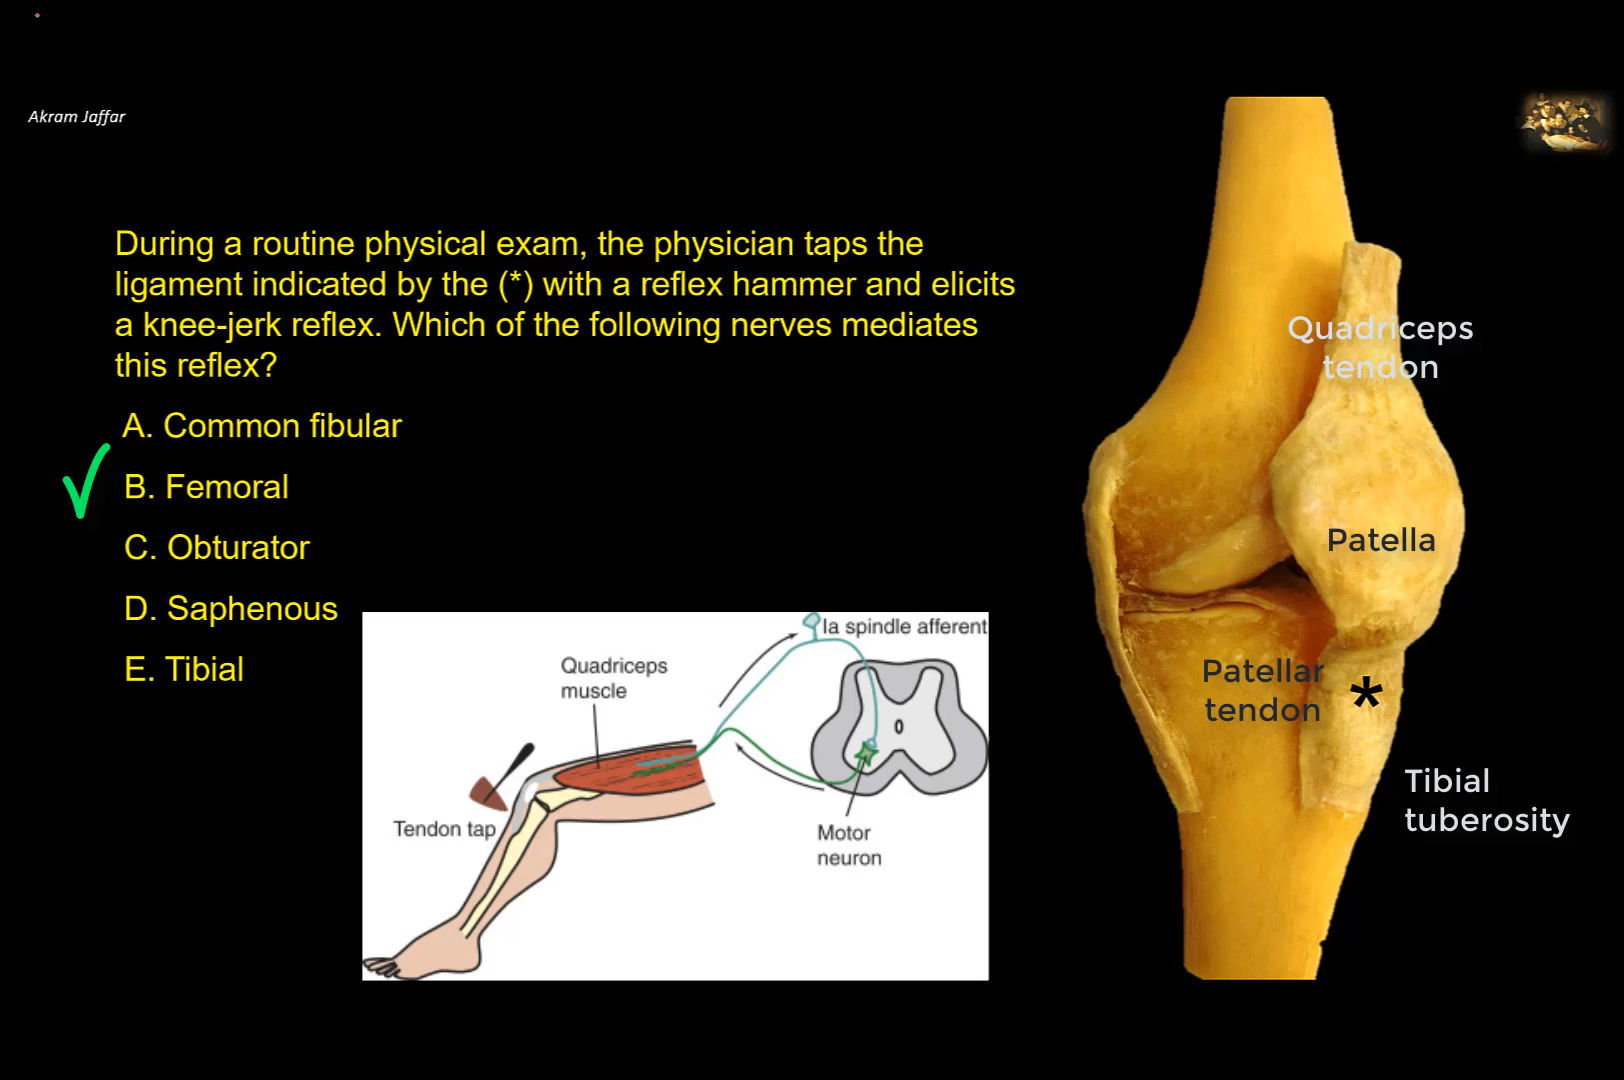 Akram Jaffar
During a routine physical exam, the physician taps the
ligament indicated by the (*) with a reflex hammer and elicits
a knee-jerk reflex. Which of the following nerves mediates
this reflex?
A. Common fibular
B. Femoral
C. Obturator
D. Saphenous
E. Tibial
Ia spindle afferent
Quadriceps
muscle
Tendon tap
Motor
neuron
Quadriceps
tendon
Patella
Patellar
tendon
*
Tibial
tuberosity